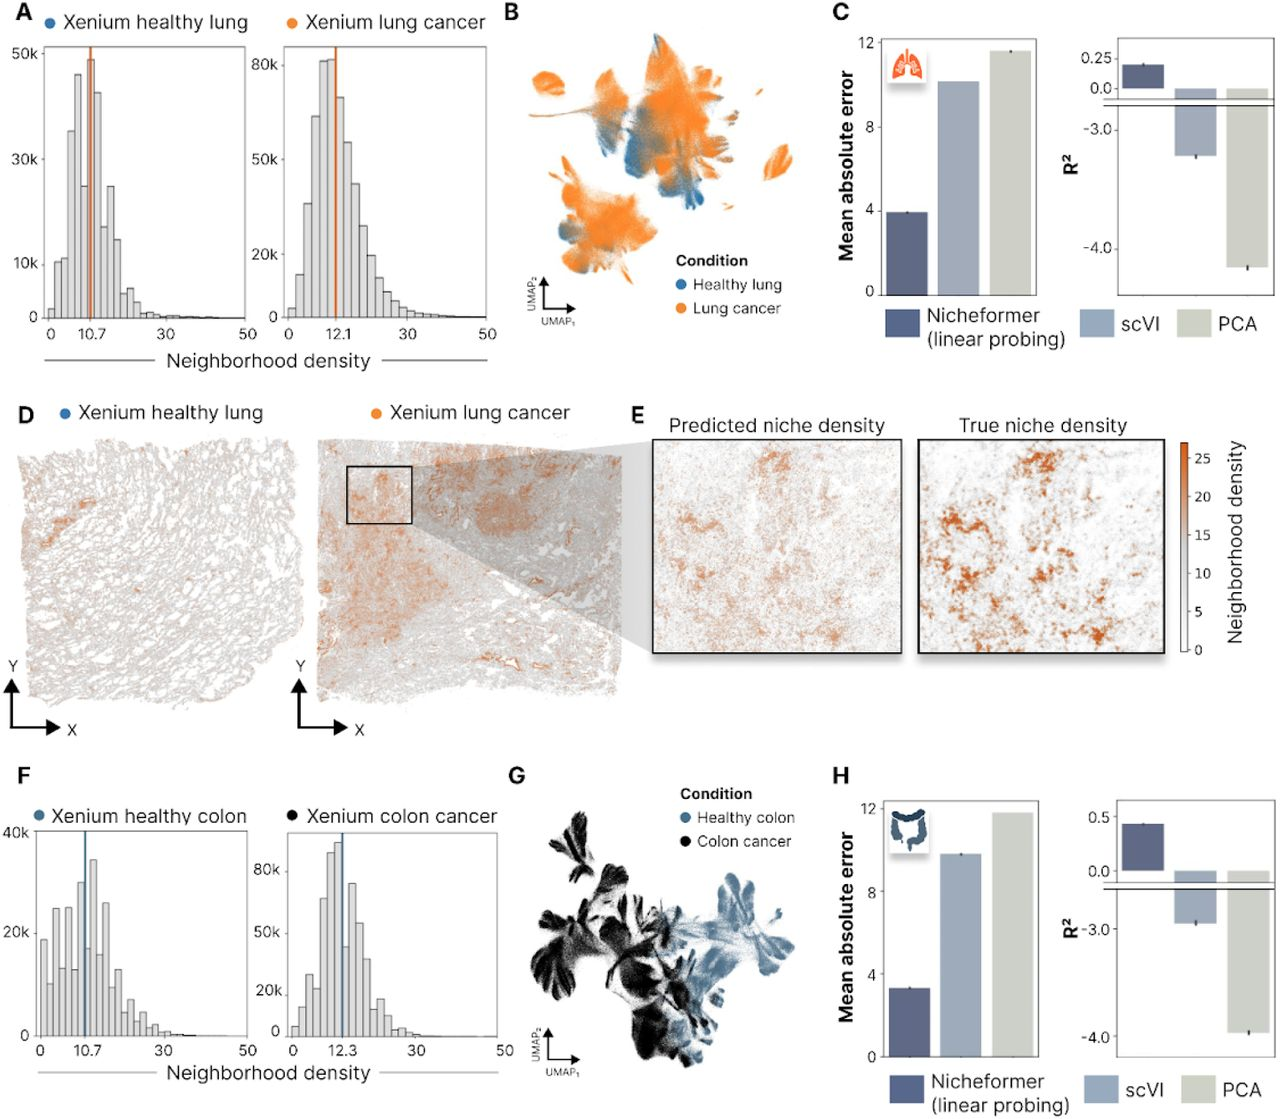 A
Xenium healthy lung
Xenium lung cancer
50k
30k
10k
0
0
10.7
30
50
80k
50k
20k
0
0
12.1
30
50
Neighborhood density
B
Condition
Healthy lung
Lung cancer
UMAP₂
UMAP₁
C
Mean absolute error
12
8
4
0
R²
0.25
0.0
-3.0
-4.0
Nicheformer
(linear probing)
scVI
PCA
D
Xenium healthy lung
Xenium lung cancer
Y
X
Y
X
E
Predicted niche density
True niche density
25
20
15
10
5
0
Neighborhood density
F
Xenium healthy colon
Xenium colon cancer
40k
20k
0
0
10.7
30
50
80k
50k
20k
0
0
12.3
30
50
Neighborhood density
G
Condition
Healthy colon
Colon cancer
UMAP₂
UMAP₁
H
Mean absolute error
12
8
4
0
R²
0.5
0.0
-3.0
-4.0
Nicheformer
(linear probing)
scVI
PCA